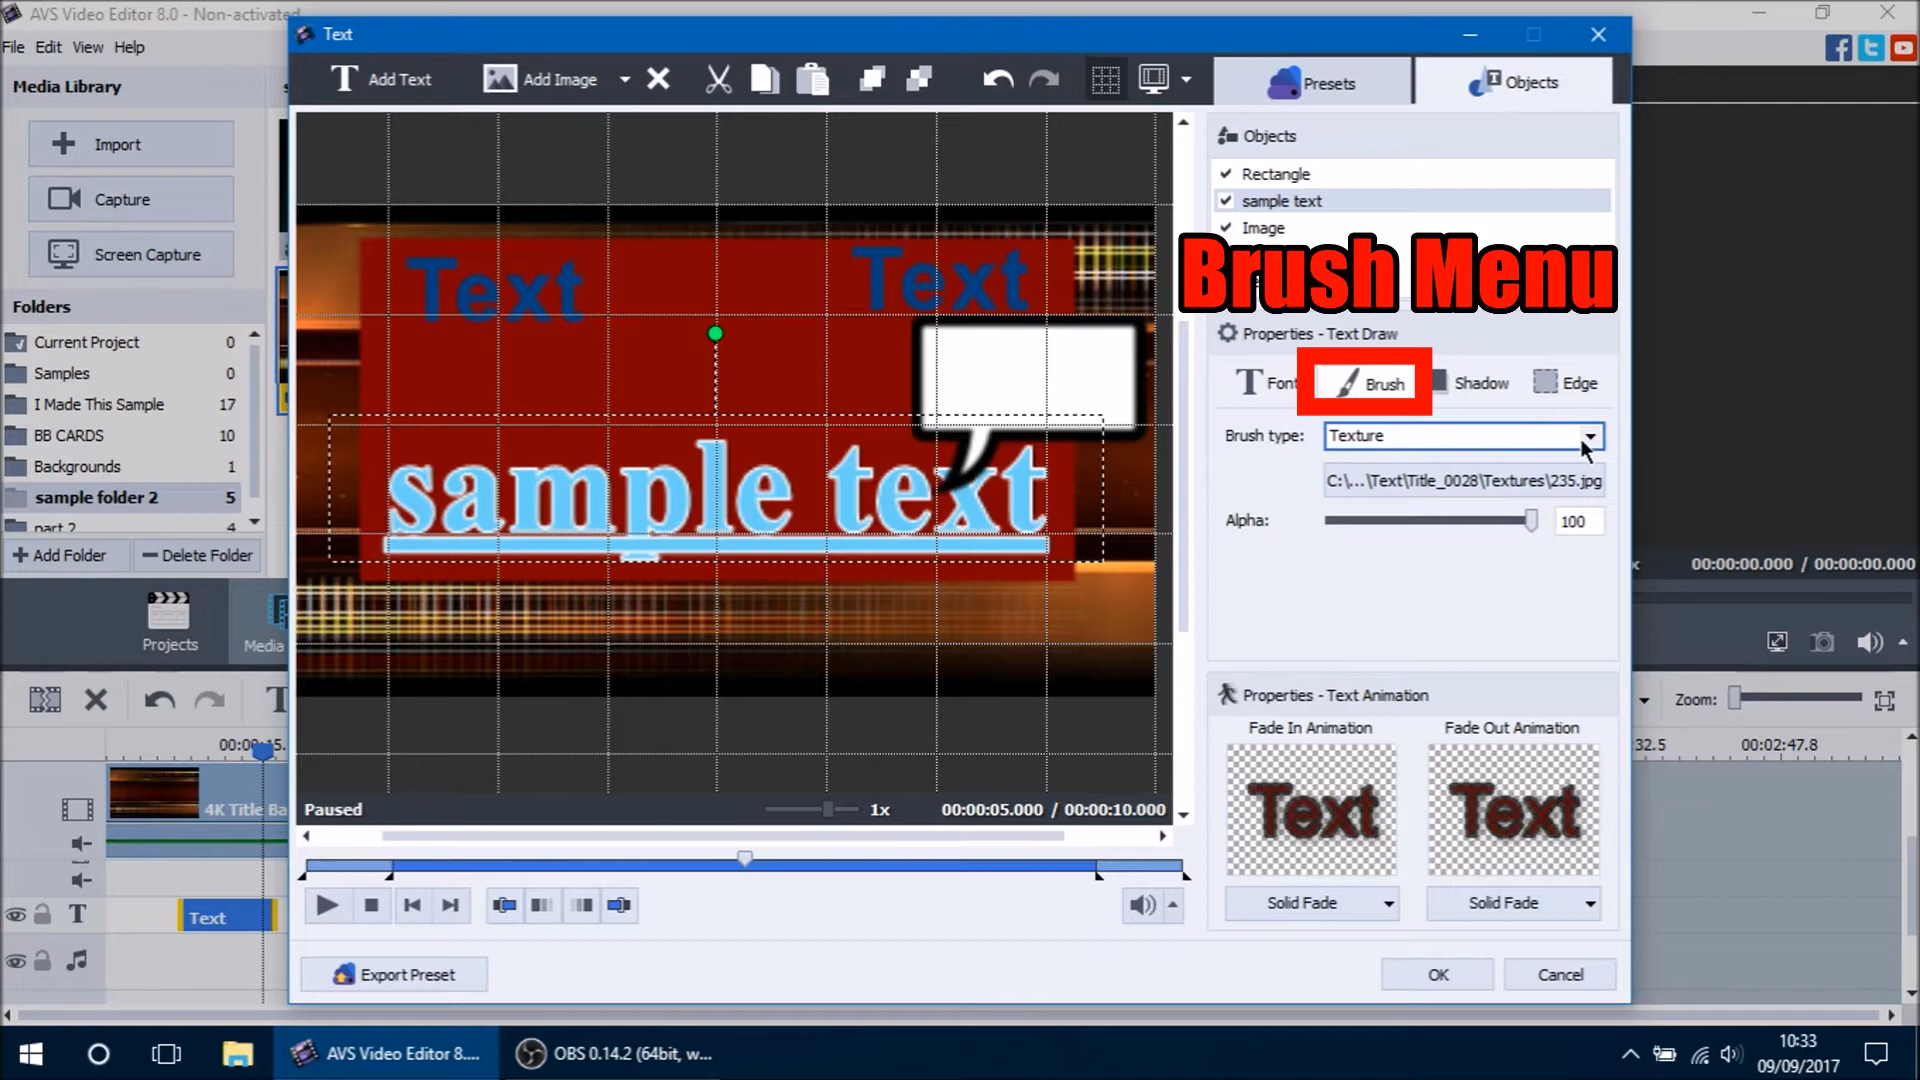 AVS Video Editor 8.0 - Non-activated
Text
File Edit View Help
Add Text
Add Image
Presets
Objects
Media Library
Import
Capture
Screen Capture
Folders
Current Project 0
Samples 0
I Made This Sample 17
BB CARDS 10
Backgrounds 1
sample folder 2 5
part 2 4
Add Folder
Delete Folder
Projects
Media
Text
Text
sample text
Objects
Rectangle
sample text
Image
Brush Menu
Properties - Text Draw
Font
Brush
Shadow
Edge
Brush type: Texture
C:\...\Text\Title_0028\Textures\235.jpg
Alpha: 100
Properties - Text Animation
Fade In Animation
Fade Out Animation
Text
Text
Solid Fade
Solid Fade
Paused
1x
00:00:05.000 / 00:00:10.000
00:00:00.000 / 00:00:00.000
Zoom:
00:02:47.8
4K Title Ba
Text
Export Preset
OK
Cancel
AVS Video Editor 8....
OBS 0.14.2 (64bit, w...
10:33
09/09/2017